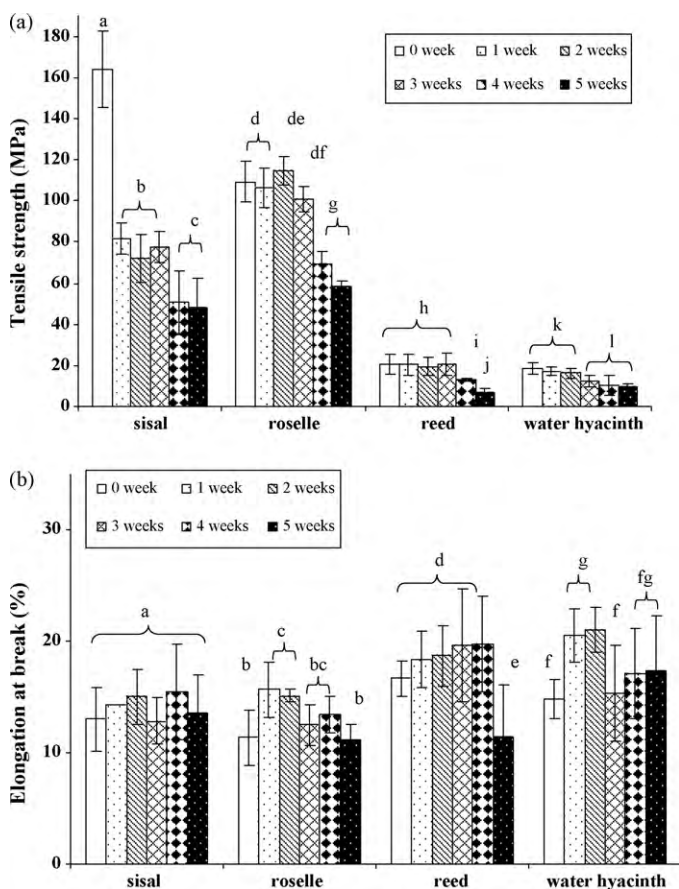 (a)
180
160
140
120
100
80
60
40
20
0
Tensile strength (MPa)
0 week 1 week 2 weeks
3 weeks 4 weeks 5 weeks
a
b
c
d
de
df
g
h
i
j
k
l
sisal roselle reed water hyacinth
(b)
0 week 1 week 2 weeks
3 weeks 4 weeks 5 weeks
30
20
10
0
Elongation at break (%)
a
b
c
bc
b
d
e
f
g
f
fg
sisal roselle reed water hyacinth